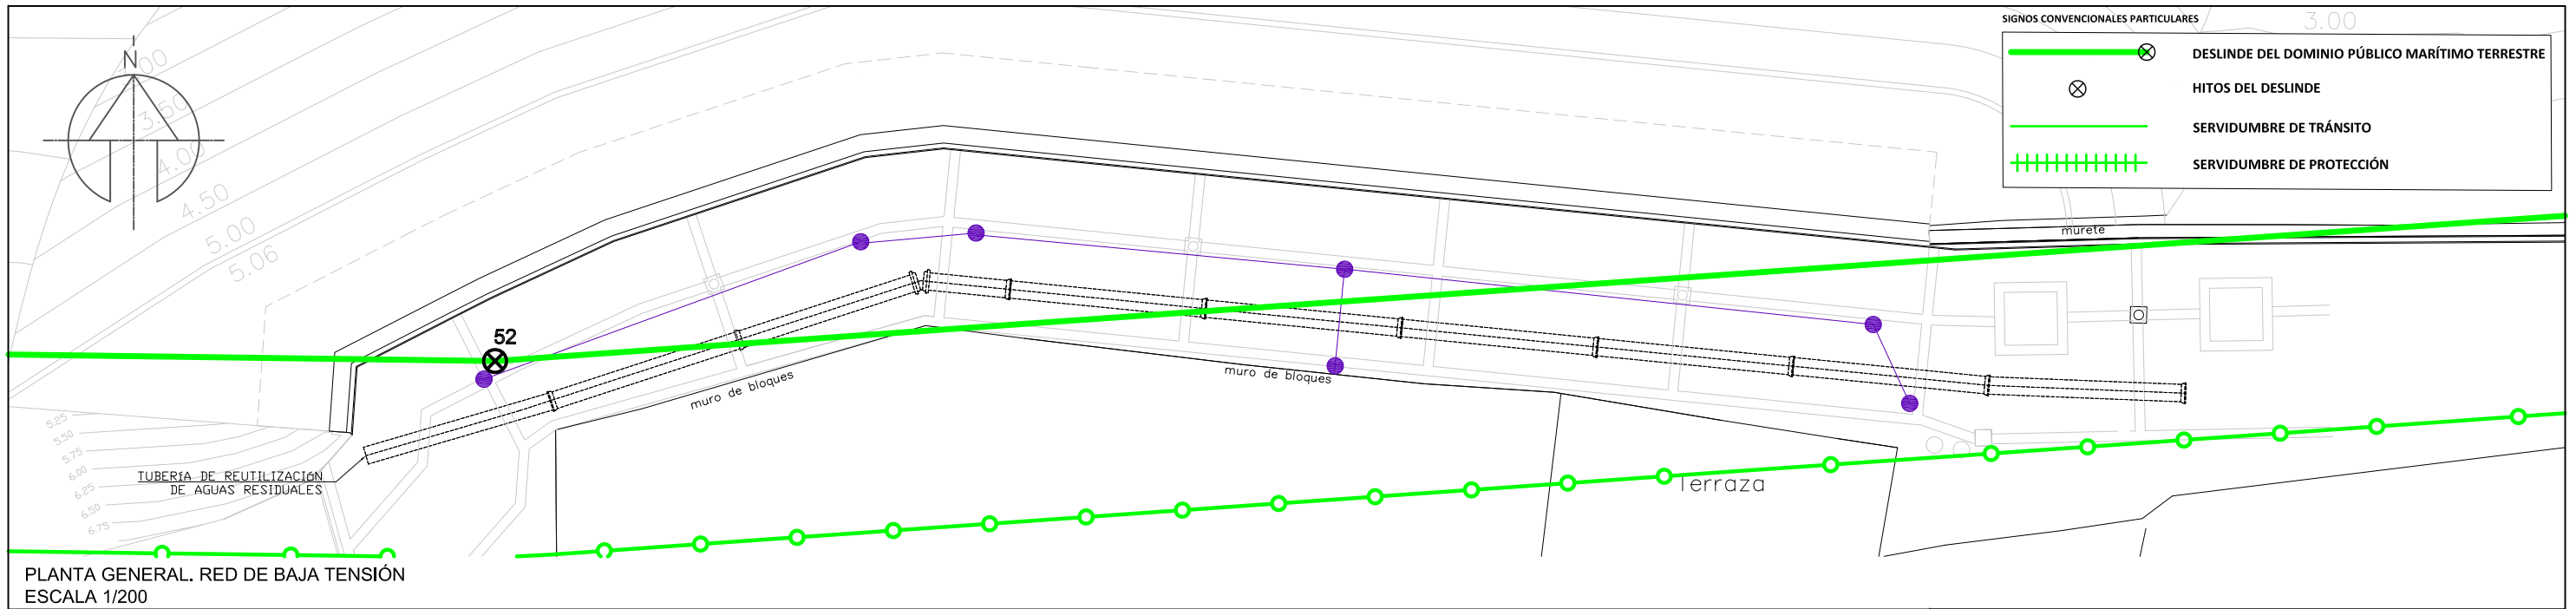 SIGNOS CONVENCIONALES PARTICULARES
3.00
DESLINDE DEL DOMINIO PÚBLICO MARÍTIMO TERRESTRE
HITOS DEL DESLINDE
SERVIDUMBRE DE TRÁNSITO
SERVIDUMBRE DE PROTECCIÓN
N
3.50
4.00
4.50
5.00
5.06
murete
52
muro de bloques
muro de bloques
5.25
5.50
5.75
6.00
6.25
6.50
6.75
TUBERÍA DE REUTILIZACIÓN
DE AGUAS RESIDUALES
Terraza
PLANTA GENERAL. RED DE BAJA TENSIÓN
ESCALA 1/200